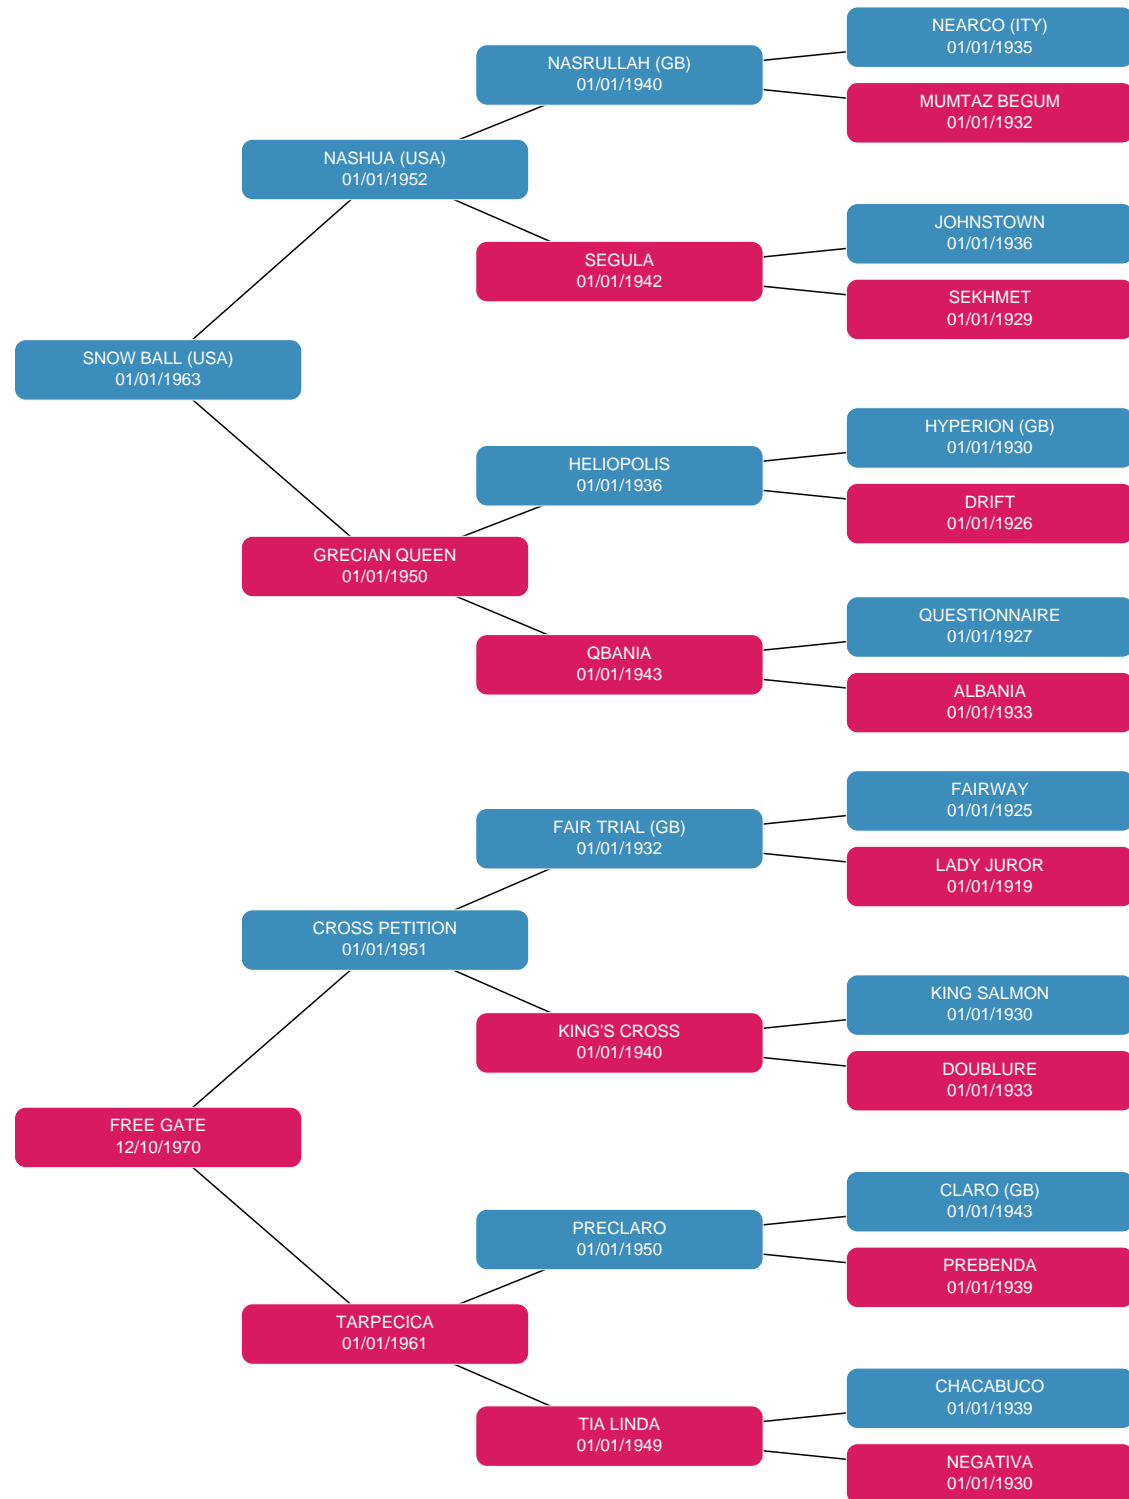 NEARCO (ITY)
01/01/1935
NASRULLAH (GB)
01/01/1940
MUMTAZ BEGUM
01/01/1932
NASHUA (USA)
01/01/1952
JOHNSTOWN
01/01/1936
SEGULA
01/01/1942
SEKHMET
01/01/1929
SNOW BALL (USA)
01/01/1963
HYPERION (GB)
01/01/1930
HELIOPOLIS
01/01/1936
DRIFT
01/01/1926
GRECIAN QUEEN
01/01/1950
QUESTIONNAIRE
01/01/1927
QBANIA
01/01/1943
ALBANIA
01/01/1933
FAIRWAY
01/01/1925
FAIR TRIAL (GB)
01/01/1932
LADY JUROR
01/01/1919
CROSS PETITION
01/01/1951
KING SALMON
01/01/1930
KING'S CROSS
01/01/1940
DOUBLURE
01/01/1933
FREE GATE
12/10/1970
CLARO (GB)
01/01/1943
PRECLARO
01/01/1950
PREBENDA
01/01/1939
TARPECICA
01/01/1961
CHACABUCO
01/01/1939
TIA LINDA
01/01/1949
NEGATIVA
01/01/1930